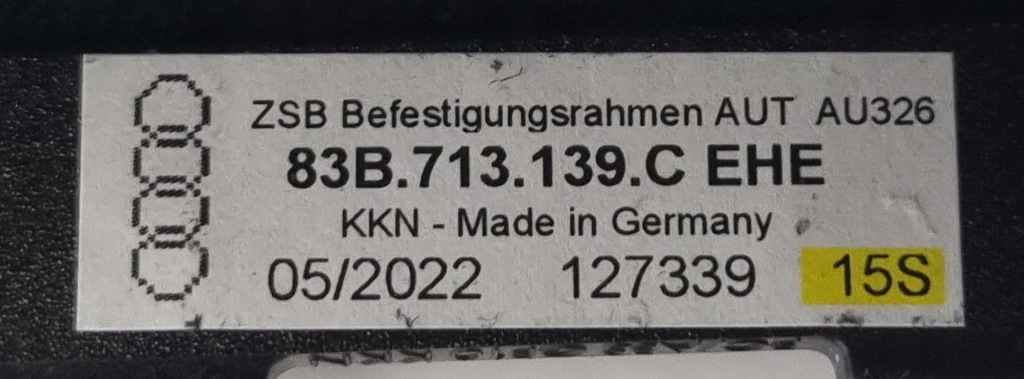 ZSB Befestigungsrahmen AUT AU326
83B.713.139.C EHE
KKN - Made in Germany
05/2022 127339 15S